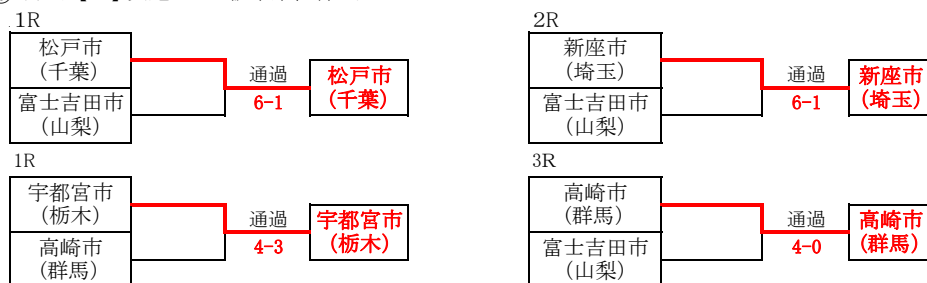 1R
松戸市
(千葉)
富士吉田市
(山梨)
通過
6-1
松戸市
(千葉)
2R
新座市
(埼玉)
富士吉田市
(山梨)
通過
6-1
新座市
(埼玉)
1R
宇都宮市
(栃木)
高崎市
(群馬)
通過
4-3
宇都宮市
(栃木)
3R
高崎市
(群馬)
富士吉田市
(山梨)
通過
4-0
高崎市
(群馬)